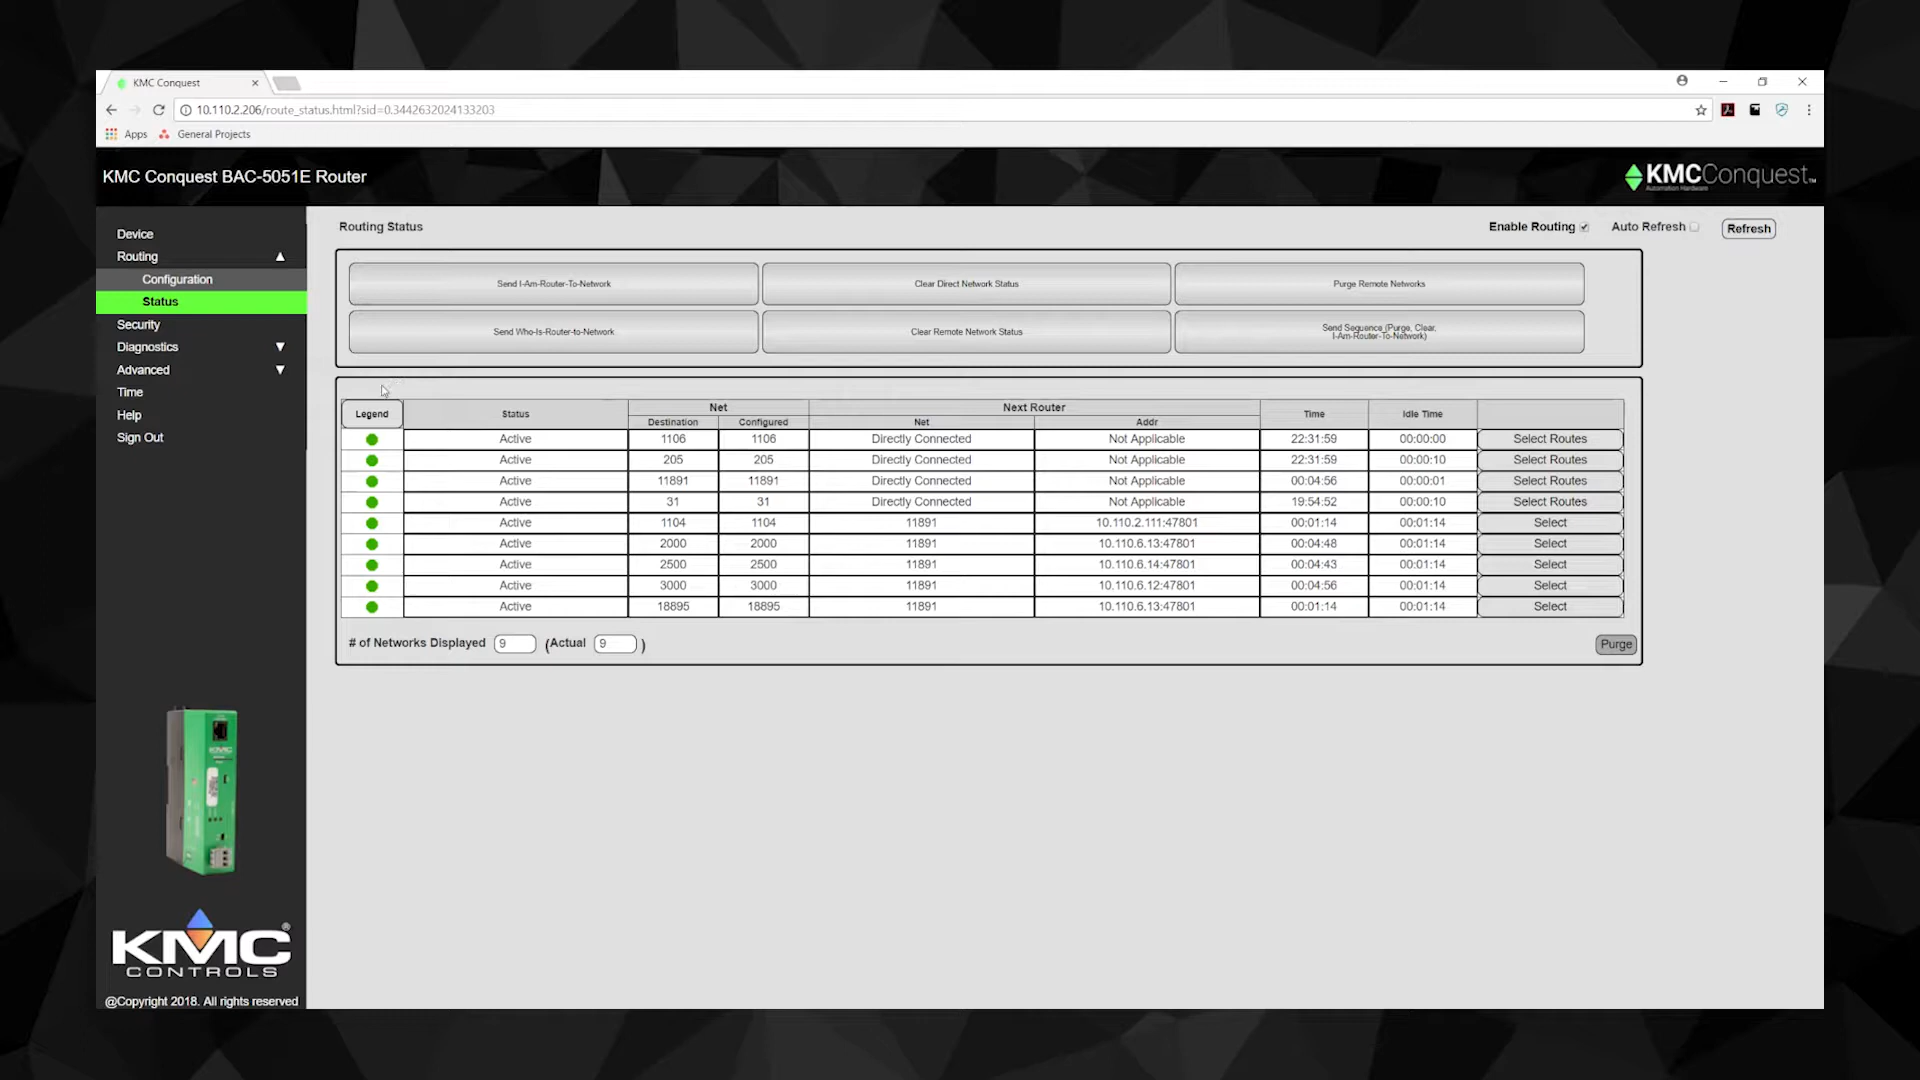 KMC Conquest
10.110.2.206/route_status.html?sid=0.3442632024133203
Apps General Projects
KMC Conquest BAC-5051E Router
KMCConquest™
Automation Hardware
Device
Routing
Configuration
Status
Security
Diagnostics
Advanced
Time
Help
Sign Out
Routing Status
Enable Routing Auto Refresh Refresh
Send I-Am-Router-To-Network Clear Direct Network Status Purge Remote Networks
Send Who-Is-Router-to-Network Clear Remote Network Status Send Sequence (Purge, Clear,
I-Am-Router-To-Network)
Legend Status Net Next Router Time Idle Time
Destination Configured Net Addr
Active 1106 1106 Directly Connected Not Applicable 22:31:59 00:00:00 Select Routes
Active 205 205 Directly Connected Not Applicable 22:31:59 00:00:10 Select Routes
Active 11891 11891 Directly Connected Not Applicable 00:04:56 00:00:01 Select Routes
Active 31 31 Directly Connected Not Applicable 19:54:52 00:00:10 Select Routes
Active 1104 1104 11891 10.110.2.111:47801 00:01:14 00:01:14 Select
Active 2000 2000 11891 10.110.6.13:47801 00:04:48 00:01:14 Select
Active 2500 2500 11891 10.110.6.14:47801 00:04:43 00:01:14 Select
Active 3000 3000 11891 10.110.6.12:47801 00:04:56 00:01:14 Select
Active 18895 18895 11891 10.110.6.13:47801 00:01:14 00:01:14 Select
# of Networks Displayed 9 (Actual 9 )
Purge
KMC
KMC®
CONTROLS
@Copyright 2018. All rights reserved